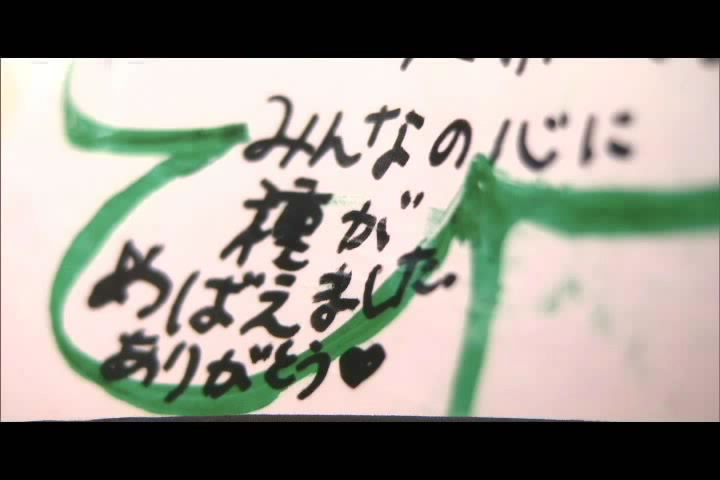 みんなの心に
種が
めばえました.
ありがとう♥